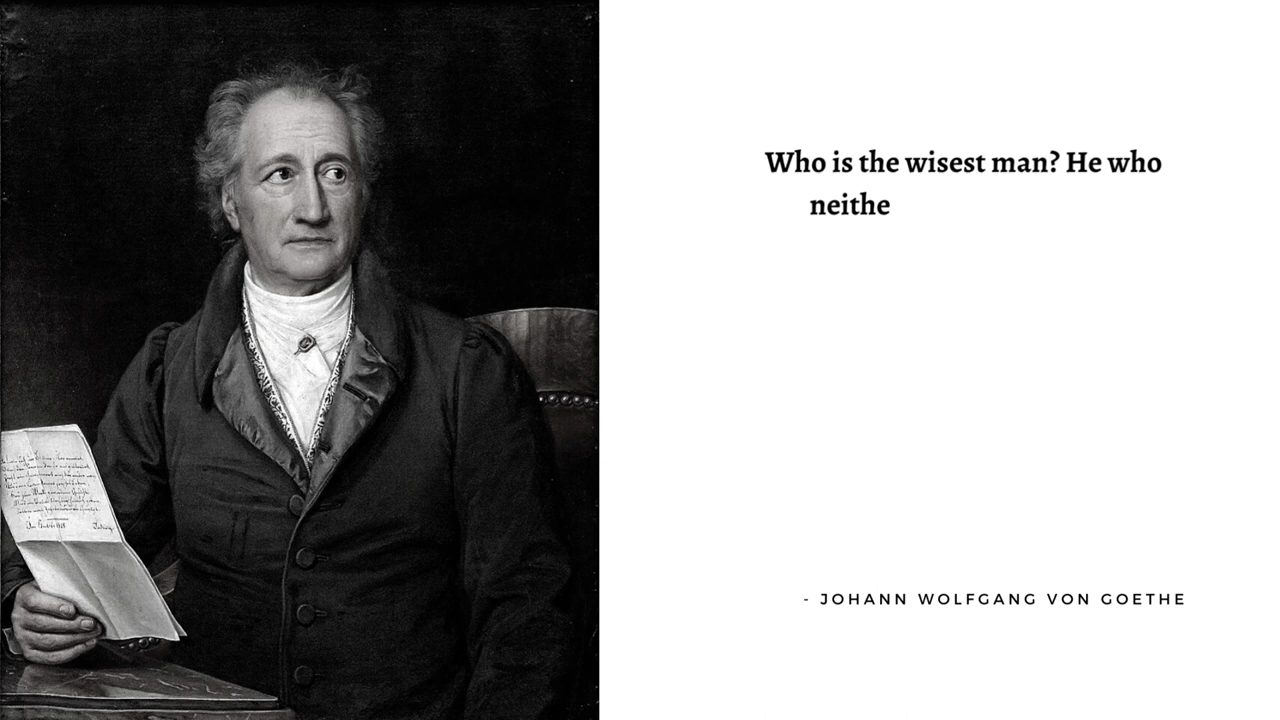 Who is the wisest man? He who
neithe
- JOHANN WOLFGANG VON GOETHE